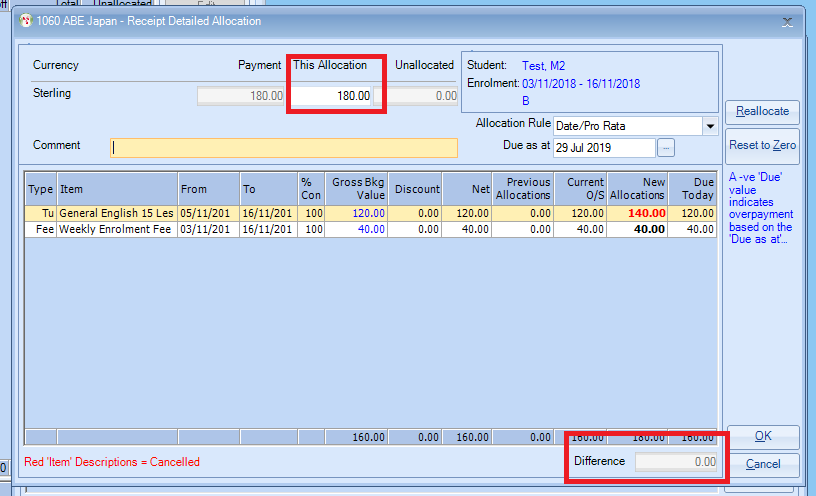 Total Unallocated Edit
1060 ABE Japan - Receipt Detailed Allocation
Currency Payment This Allocation Unallocated
Sterling 180.00 180.00 0.00
Student: Test, M2
Enrolment: 03/11/2018 - 16/11/2018
B
Allocation Rule Date/Pro Rata
Comment
Due as at 29 Jul 2019 ...
Reallocate
Reset to Zero
A -ve 'Due'
value
indicates
overpayment
based on the
'Due as at'...
Type Item From To % Con Gross Bkg Value Discount Net Previous Allocations Current O/S New Allocations Due Today
Tu General English 15 Les 05/11/201 16/11/201 100 120.00 0.00 120.00 0.00 120.00 140.00 120.00
Fee Weekly Enrolment Fee 03/11/201 16/11/201 100 40.00 0.00 40.00 0.00 40.00 40.00 40.00
160.00 0.00 160.00 0.00 160.00 180.00 160.00
Red 'Item' Descriptions = Cancelled
Difference 0.00
OK
Cancel